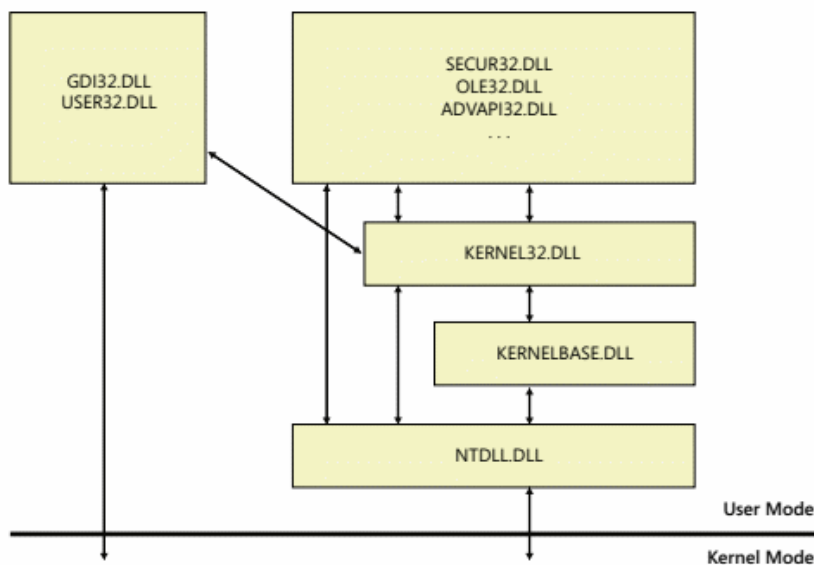 GDI32.DLL
USER32.DLL
SECUR32.DLL
OLE32.DLL
ADVAPI32.DLL
. . .
KERNEL32.DLL
KERNELBASE.DLL
NTDLL.DLL
User Mode
Kernel Mode